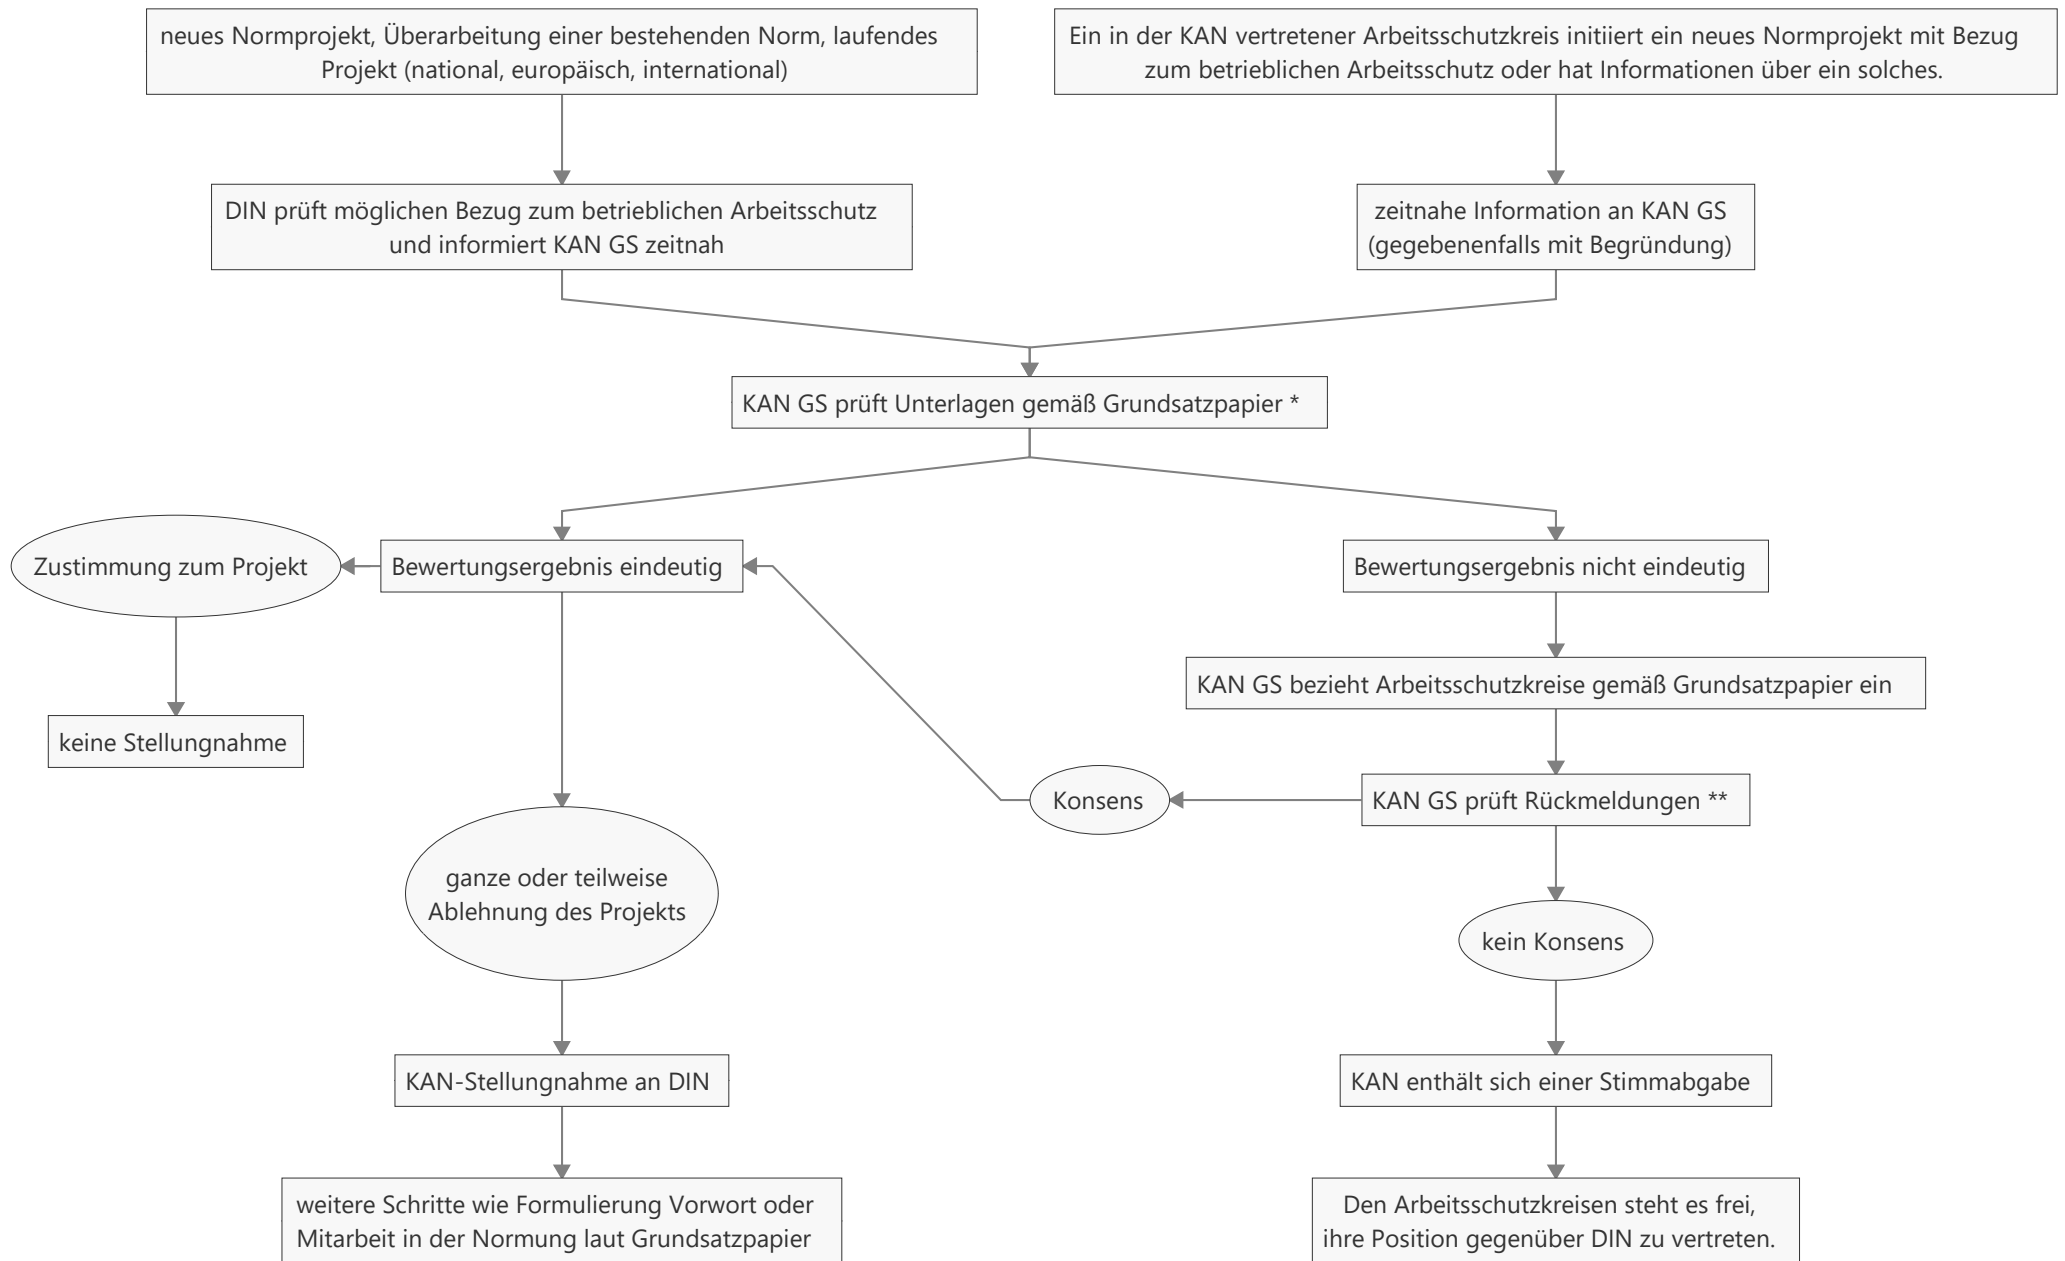 neues Normprojekt, Überarbeitung einer bestehenden Norm, laufendes
Projekt (national, europäisch, international)
Ein in der KAN vertretener Arbeitsschutzkreis initiiert ein neues Normprojekt mit Bezug
zum betrieblichen Arbeitsschutz oder hat Informationen über ein solches.
DIN prüft möglichen Bezug zum betrieblichen Arbeitsschutz
und informiert KAN GS zeitnah
zeitnahe Information an KAN GS
(gegebenenfalls mit Begründung)
KAN GS prüft Unterlagen gemäß Grundsatzpapier *
Zustimmung zum Projekt
Bewertungsergebnis eindeutig
Bewertungsergebnis nicht eindeutig
KAN GS bezieht Arbeitsschutzkreise gemäß Grundsatzpapier ein
keine Stellungnahme
Konsens
KAN GS prüft Rückmeldungen **
ganze oder teilweise
Ablehnung des Projekts
kein Konsens
KAN-Stellungnahme an DIN
KAN enthält sich einer Stimmabgabe
weitere Schritte wie Formulierung Vorwort oder
Mitarbeit in der Normung laut Grundsatzpapier
Den Arbeitsschutzkreisen steht es frei,
ihre Position gegenüber DIN zu vertreten.